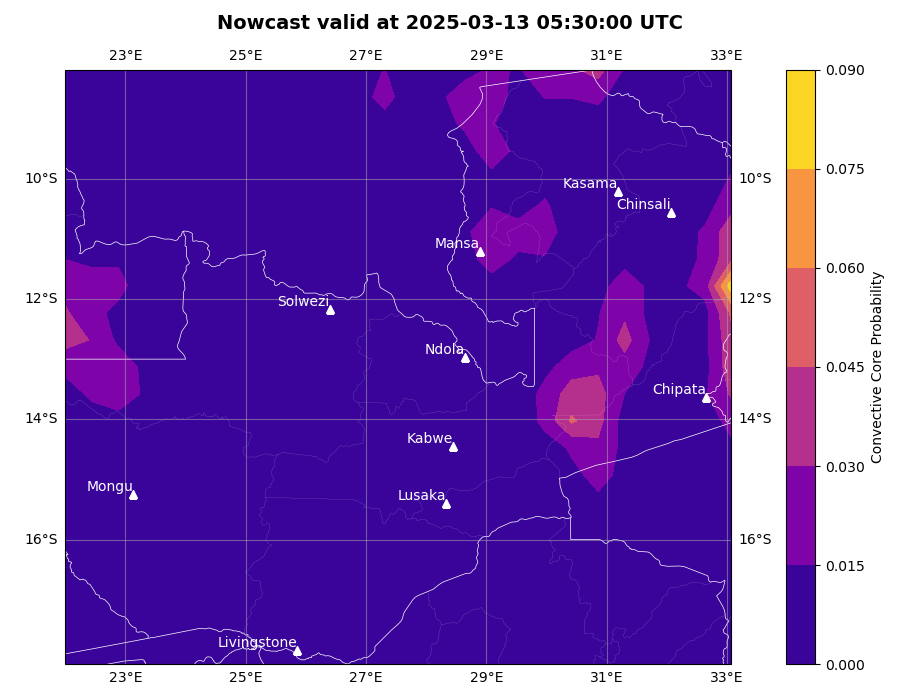 Nowcast valid at 2025-03-13 05:30:00 UTC
23°E 25°E 27°E 29°E 31°E 33°E
0.090
0.075
10°S 10°S
Kasama
Chinsali
Mansa
0.060
12°S 12°S
Solwezi
Ndola
0.045
Chipata
14°S 14°S
Kabwe
0.030
Mongu
Lusaka
16°S 16°S
0.015
Livingstone
0.000
23°E 25°E 27°E 29°E 31°E 33°E
Convective Core Probability